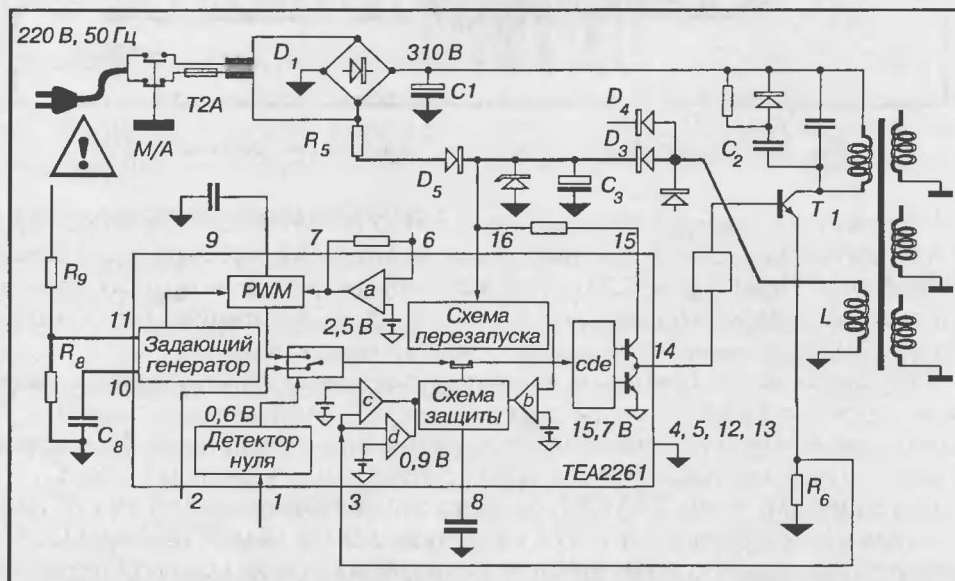 220 В, 50 Гц
D1
310 В
C1
T2A
M/A
R5
D5
D4
D3
C3
C2
T1
9
7
6
16
15
R9
PWM
a
2,5 В
Схема перезапуска
L
11
R8
Задающий генератор
10
C8
0,6 В
c
d
Схема защиты
b
cde
14
15,7 В
4, 5, 12, 13
Детектор нуля
0,9 В
TEA2261
2
1
3
8
R6